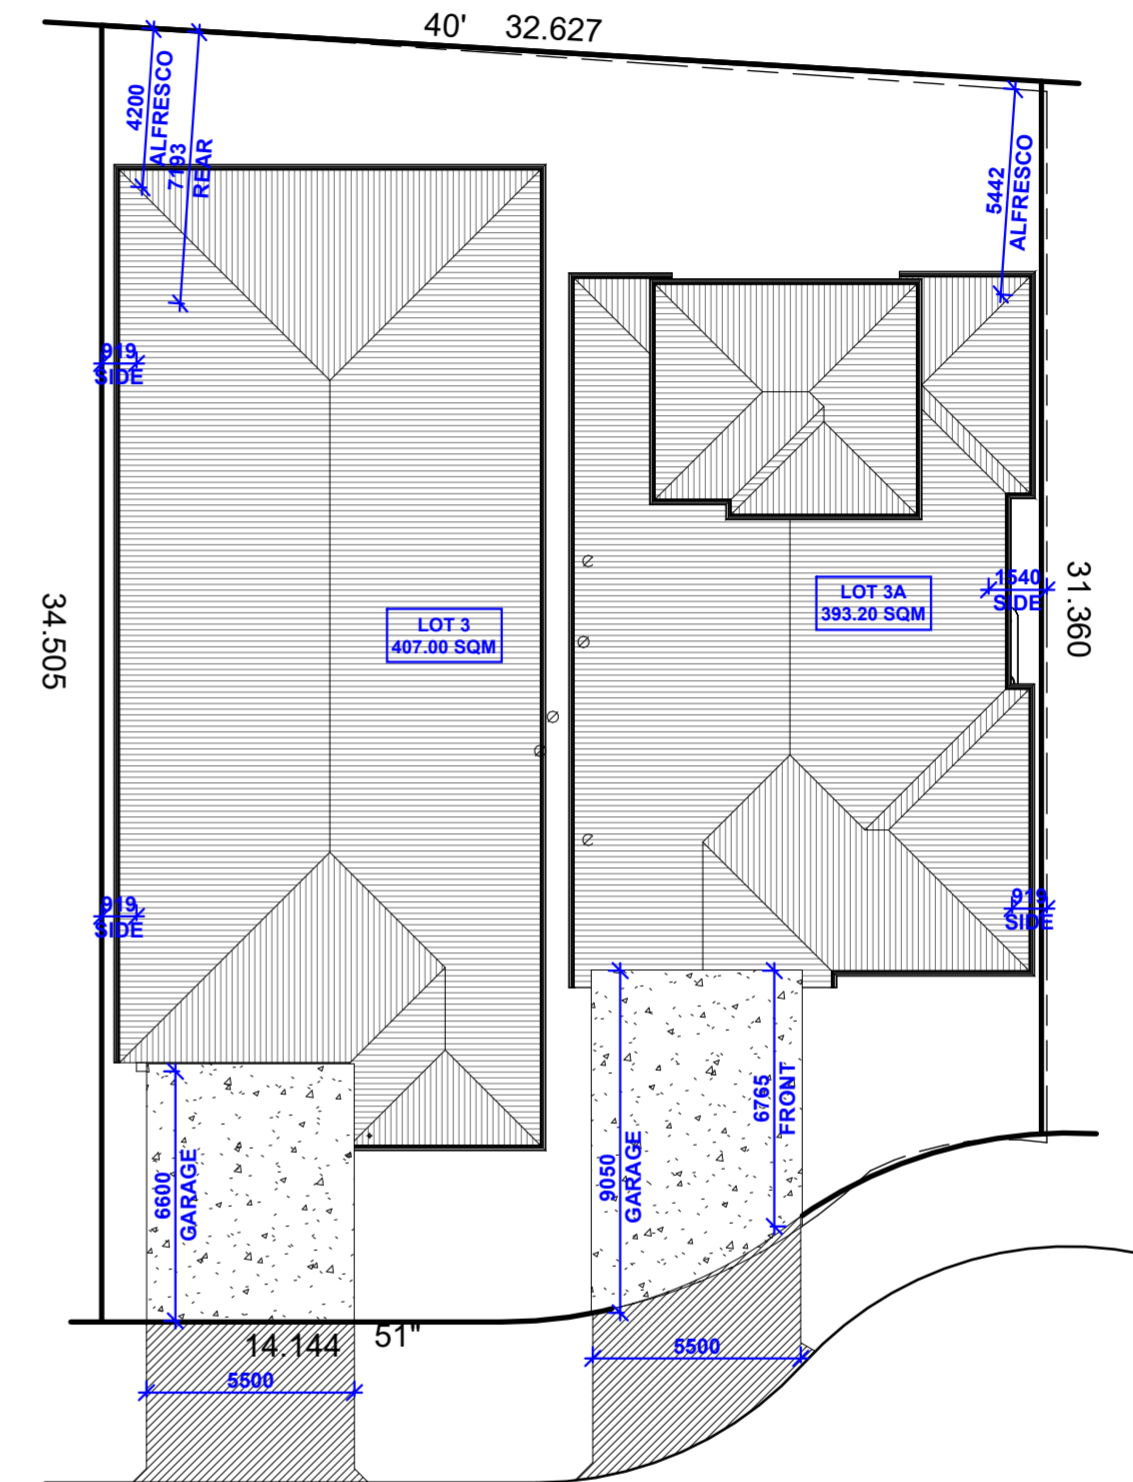 40' 32.627
4200
ALFRESCO
7193
REAR
5442
ALFRESCO
919
SIDE
34.505
LOT 3
407.00 SQM
LOT 3A
393.20 SQM
1540
SIDE
31.360
919
SIDE
919
SIDE
6600
GARAGE
9050
GARAGE
6765
FRONT
14.144 51"
5500
5500